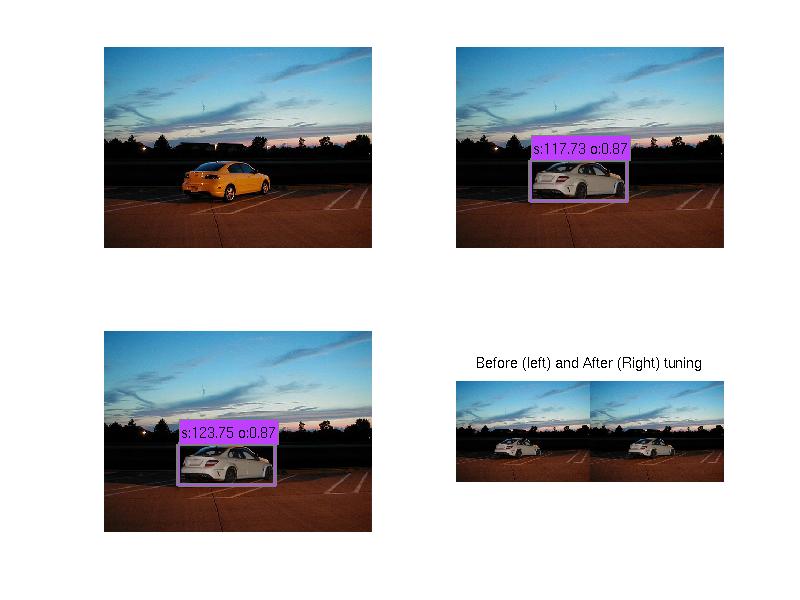 s:117.73 o:0.87
s:123.75 o:0.87
Before (left) and After (Right) tuning